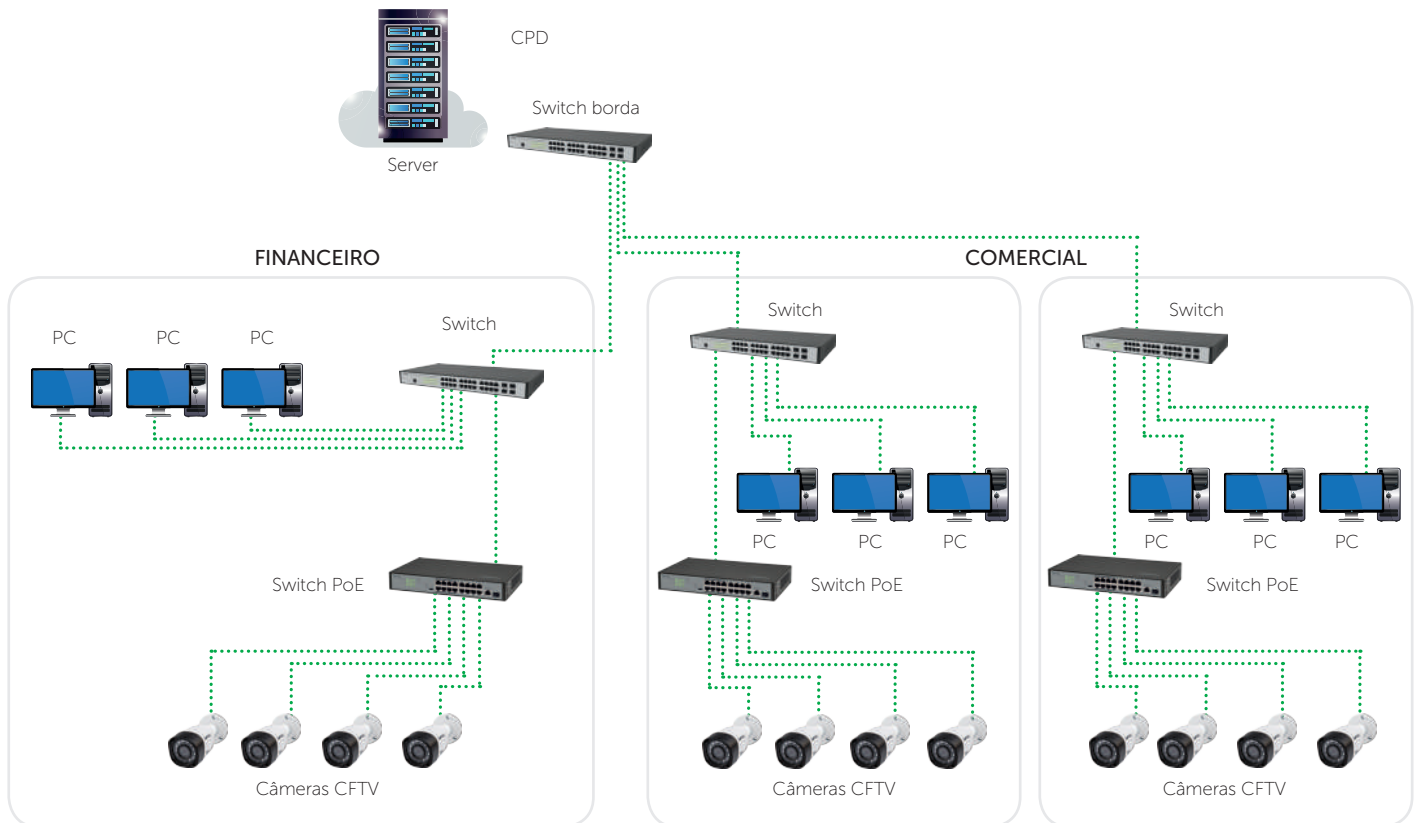 CPD
Switch borda
Server
FINANCEIRO
COMERCIAL
PC
PC
PC
Switch
Switch
Switch
PC
PC
PC
PC
PC
PC
Switch PoE
Switch PoE
Switch PoE
Câmeras CFTV
Câmeras CFTV
Câmeras CFTV